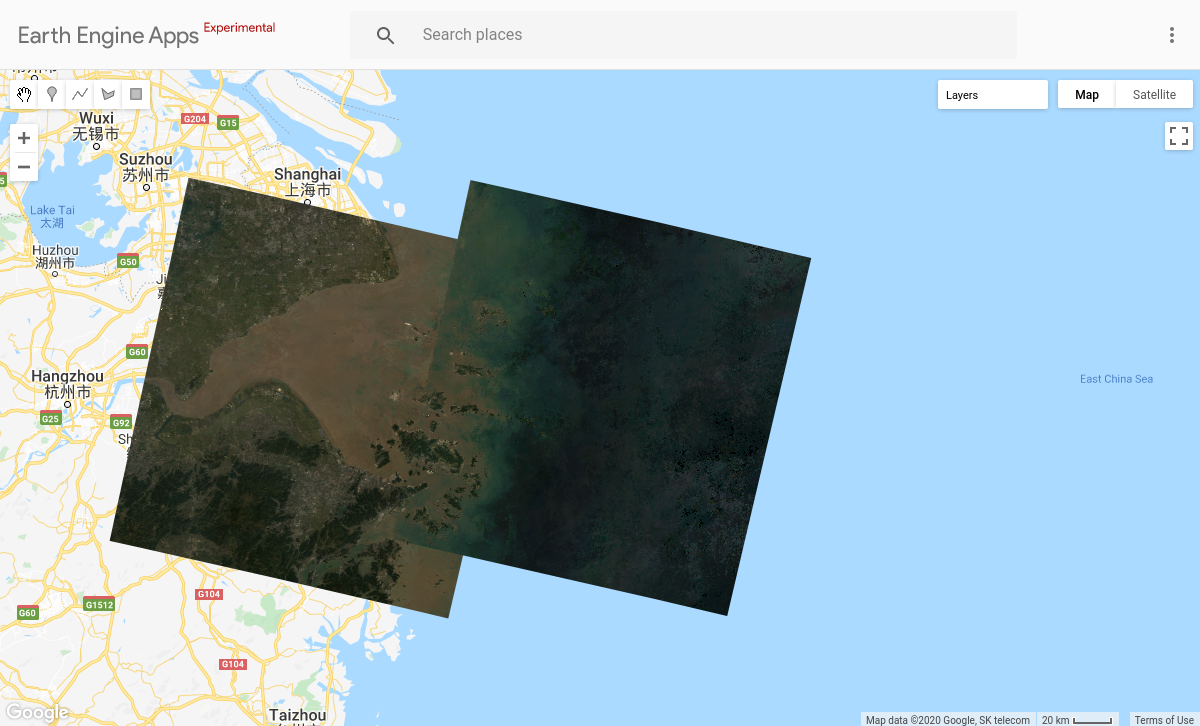 Earth Engine Apps Experimental
Search places
Layers
Map
Satellite
Wuxi
无锡市
G204
G15
Suzhou
苏州市
Shanghai
上海市
Lake Tai
太湖
Huzhou
湖州市
G50
G60
Hangzhou
杭州市
G25
G92
East China Sea
G104
G1512
G60
G104
Taizhou
Google
Map data ©2020 Google, SK telecom
20 km
Terms of Use